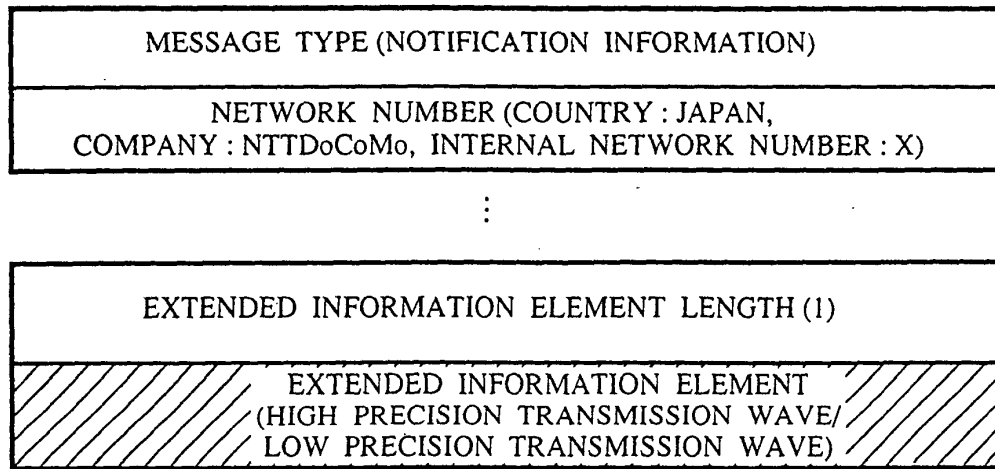 MESSAGE TYPE (NOTIFICATION INFORMATION)
NETWORK NUMBER (COUNTRY : JAPAN,
COMPANY : NTTDoCoMo, INTERNAL NETWORK NUMBER : X)
⋮
EXTENDED INFORMATION ELEMENT LENGTH (1)
EXTENDED INFORMATION ELEMENT
(HIGH PRECISION TRANSMISSION WAVE/
LOW PRECISION TRANSMISSION WAVE)